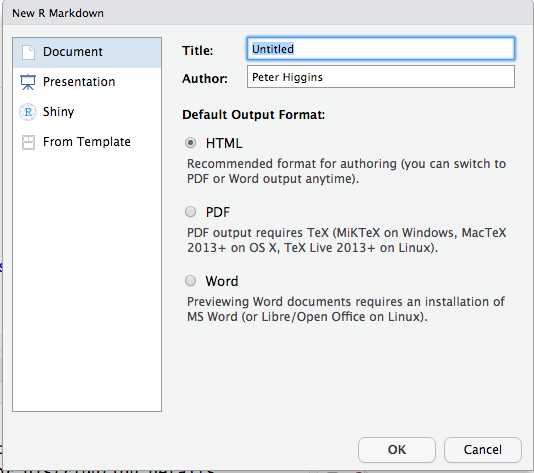 New R Markdown
Document
Presentation
Shiny
From Template
Title: Untitled
Author: Peter Higgins
Default Output Format:
HTML
Recommended format for authoring (you can switch to
PDF or Word output anytime).
PDF
PDF output requires TeX (MiKTeX on Windows, MacTeX
2013+ on OS X, TeX Live 2013+ on Linux).
Word
Previewing Word documents requires an installation of
MS Word (or Libre/Open Office on Linux).
OK Cancel